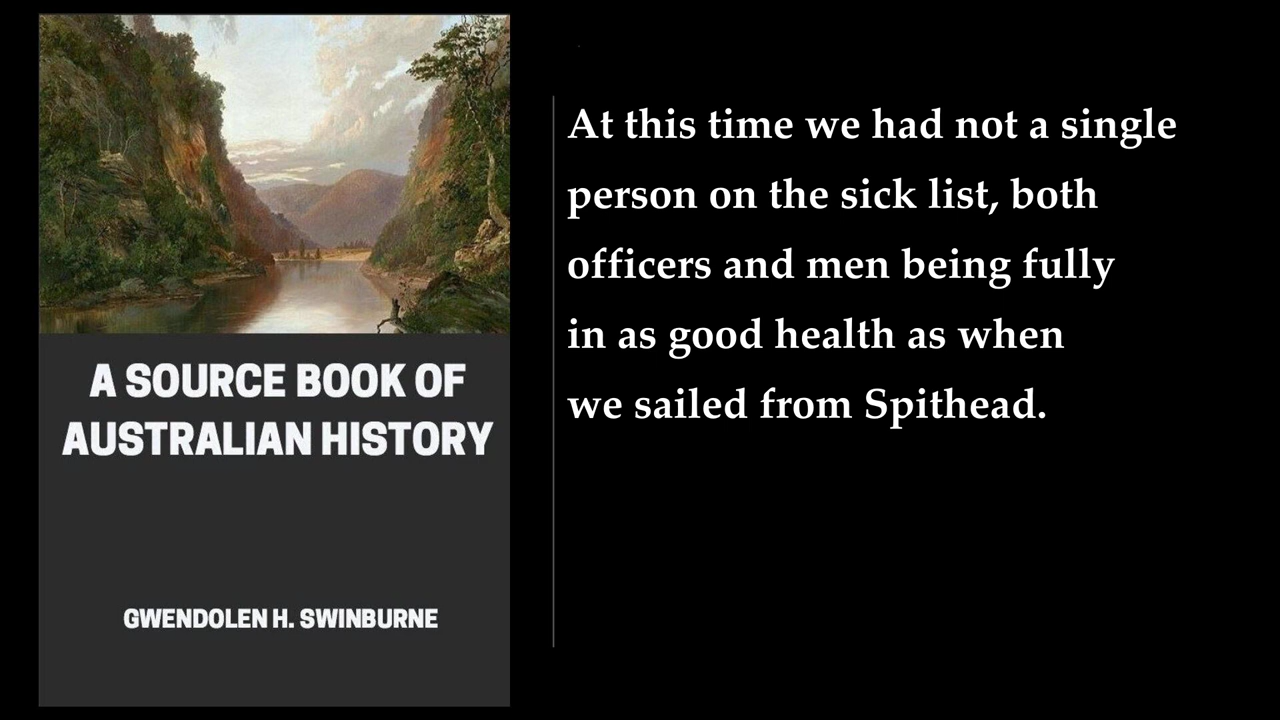 A SOURCE BOOK OF
AUSTRALIAN HISTORY
GWENDOLEN H. SWINBURNE
At this time we had not a single
person on the sick list, both
officers and men being fully
in as good health as when
we sailed from Spithead.